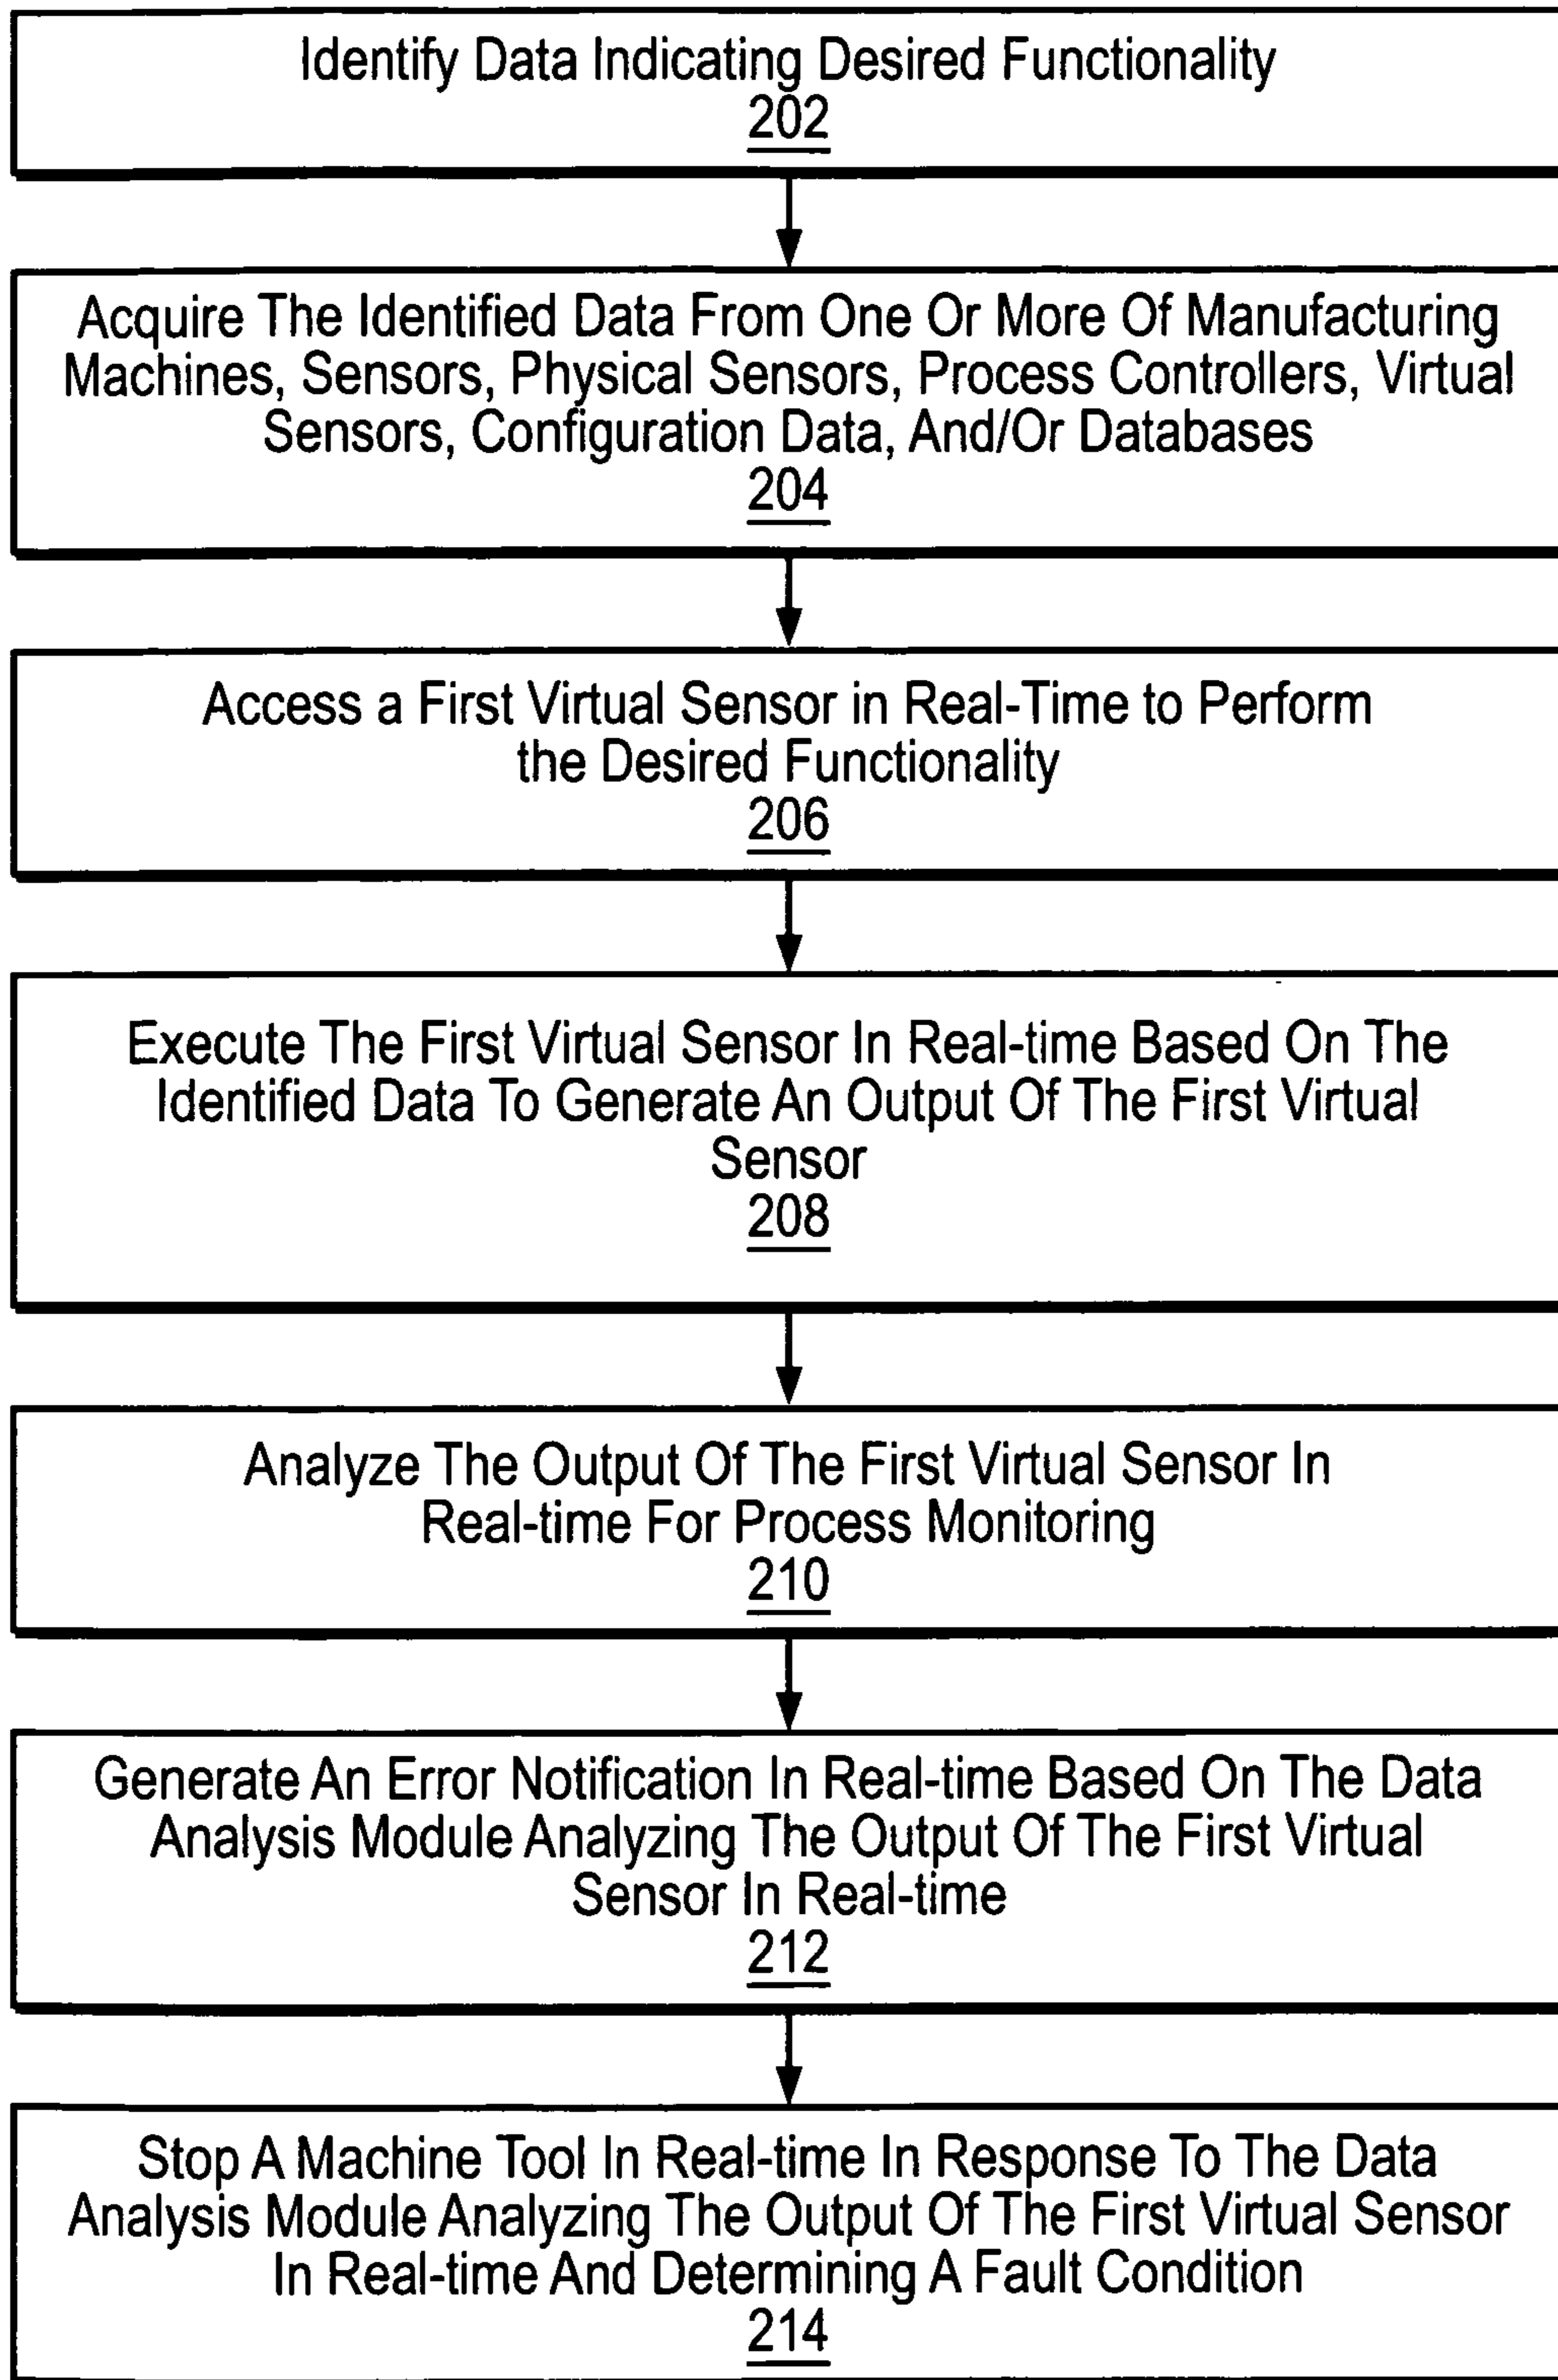 Identify Data Indicating Desired Functionality
202
Acquire The Identified Data From One Or More Of Manufacturing
Machines, Sensors, Physical Sensors, Process Controllers, Virtual
Sensors, Configuration Data, And/Or Databases
204
Access a First Virtual Sensor in Real-Time to Perform
the Desired Functionality
206
Execute The First Virtual Sensor In Real-time Based On The
Identified Data To Generate An Output Of The First Virtual
Sensor
208
Analyze The Output Of The First Virtual Sensor In
Real-time For Process Monitoring
210
Generate An Error Notification In Real-time Based On The Data
Analysis Module Analyzing The Output Of The First Virtual
Sensor In Real-time
212
Stop A Machine Tool In Real-time In Response To The Data
Analysis Module Analyzing The Output Of The First Virtual Sensor
In Real-time And Determining A Fault Condition
214